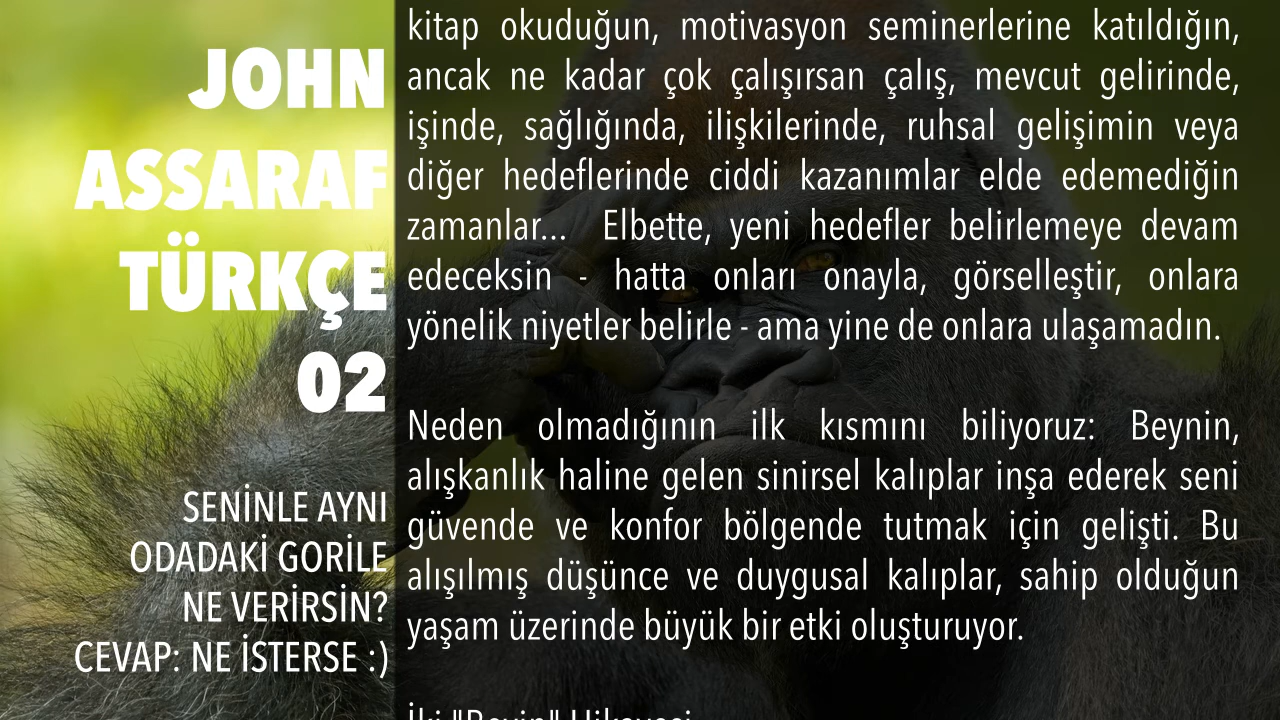 JOHN
ASSARAF
TÜRKÇE
02
SENİNLE AYNI
ODADAKİ GORİLE
NE VERİRSİN?
CEVAP: NE İSTERSE :)
kitap okuduğun, motivasyon seminerlerine katıldığın,
ancak ne kadar çok çalışırsan çalış, mevcut gelirinde,
işinde, sağlığında, ilişkilerinde, ruhsal gelişimin veya
diğer hedeflerinde ciddi kazanımlar elde edemediğin
zamanlar... Elbette, yeni hedefler belirlemeye devam
edeceksin - hatta onları onayla, görselleştir, onlara
yönelik niyetler belirle - ama yine de onlara ulaşamadın.
Neden olmadığının ilk kısmını biliyoruz: Beynin,
alışkanlık haline gelen sinirsel kalıplar inşa ederek seni
güvende ve konfor bölgende tutmak için gelişti. Bu
alışılmış düşünce ve duygusal kalıplar, sahip olduğun
yaşam üzerinde büyük bir etki oluşturuyor.
İki "Beyin" Hikayesi